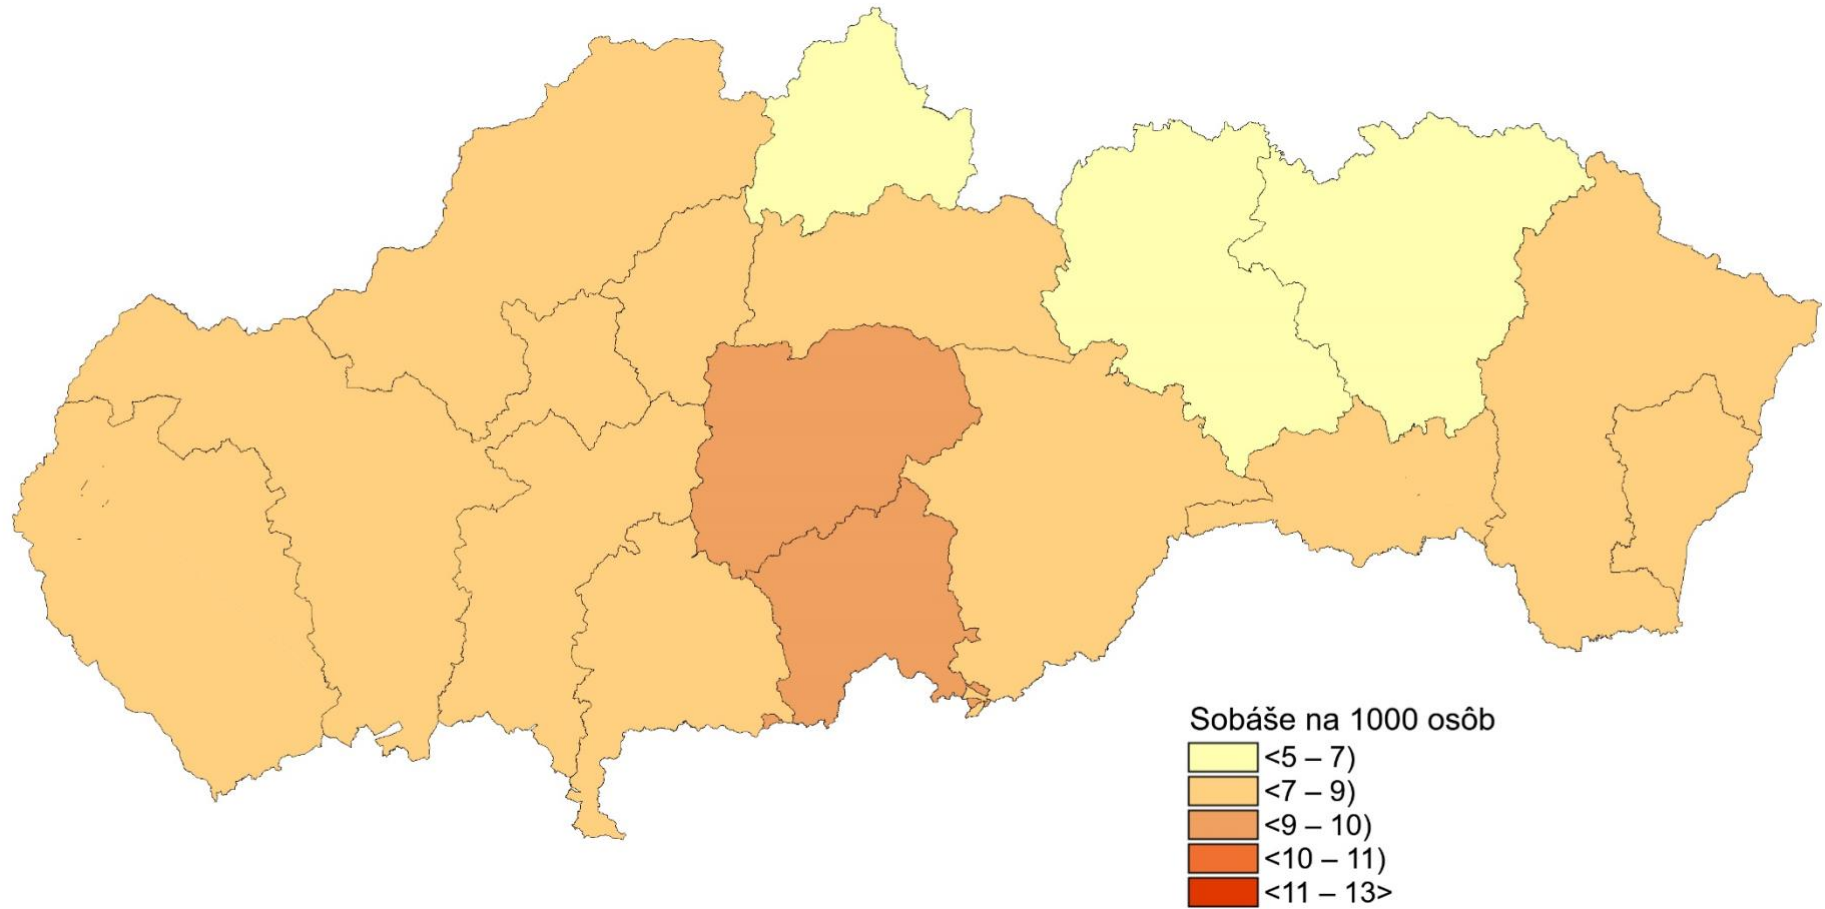 Sobáše na 1000 osôb
<5 – 7)
<7 – 9)
<9 – 10)
<10 – 11)
<11 – 13>